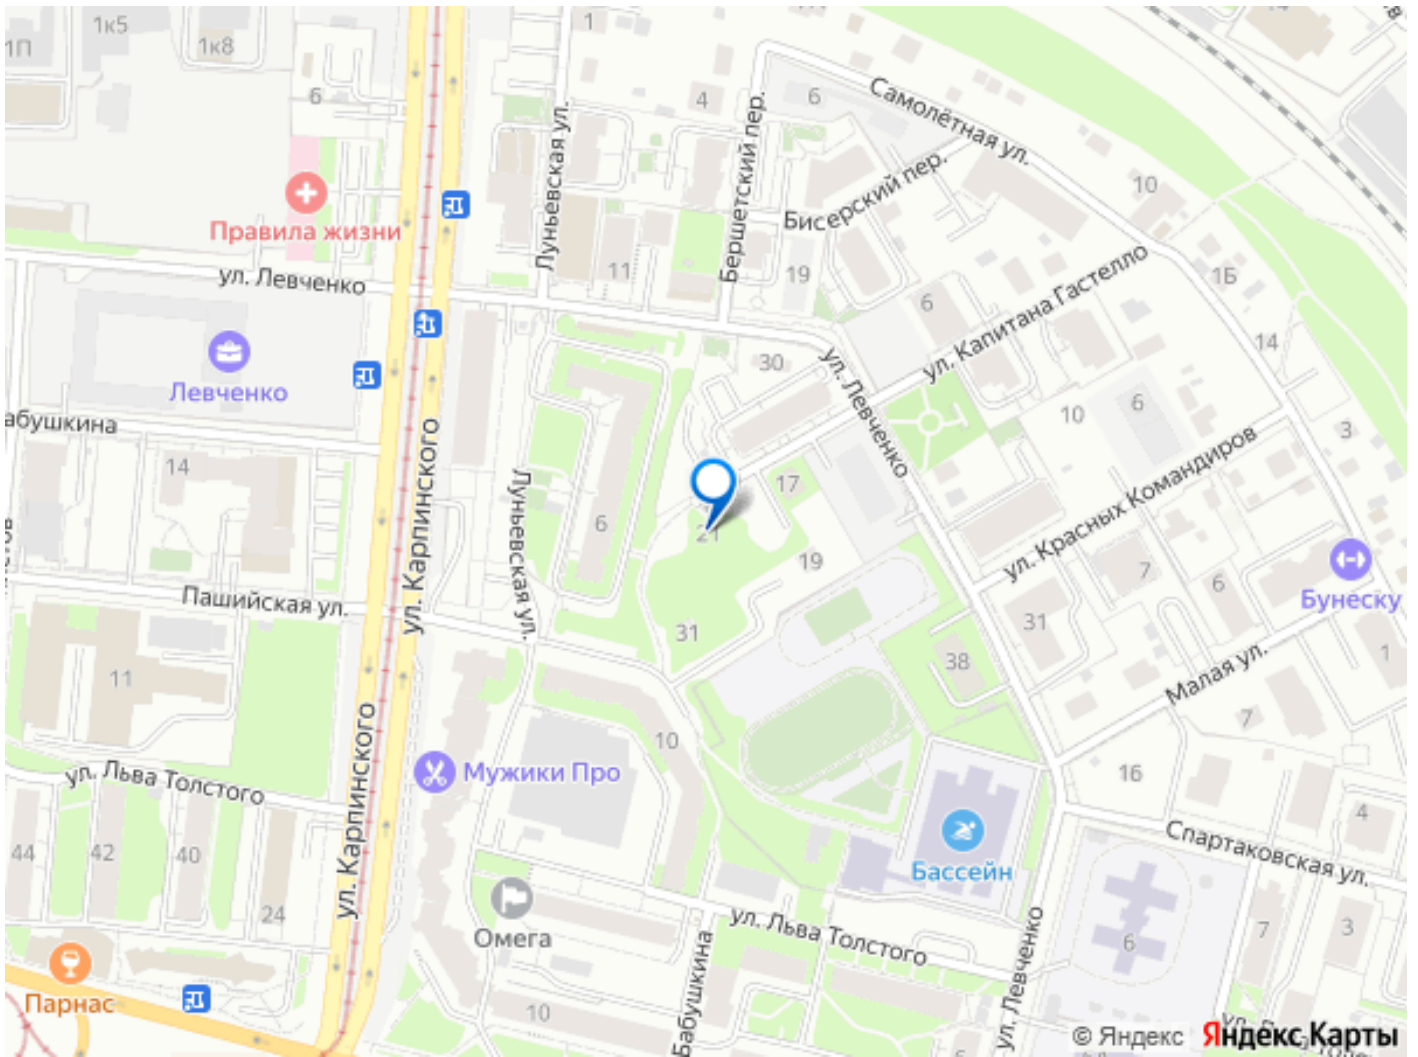 1к5
1П
1к8
1
6
4
6
Самолётная ул.
Луньевская ул.
Бершетский пер.
Бисерский пер.
10
Правила жизни
ул. Левченко
11
19
6
1Б
ул. Капитана Гастелло
14
Левченко
30
ул. Левченко
10
6
3
абушкина
ул. Карпинского
14
Луньевская ул.
17
ул. Красных Командиров
6
21
19
7
6
Бунеску
Пашийская ул.
31
31
38
1
11
Малая ул.
7
10
16
ул. Льва Толстого
Мужики Про
ул. Карпинского
4
Спартаковская ул.
44
42
40
Бассейн
24
Омега
ул. Льва Толстого
ул. Левченко
6
7
3
Парнас
10
Бабушкина
© Яндекс
Яндекс Карты